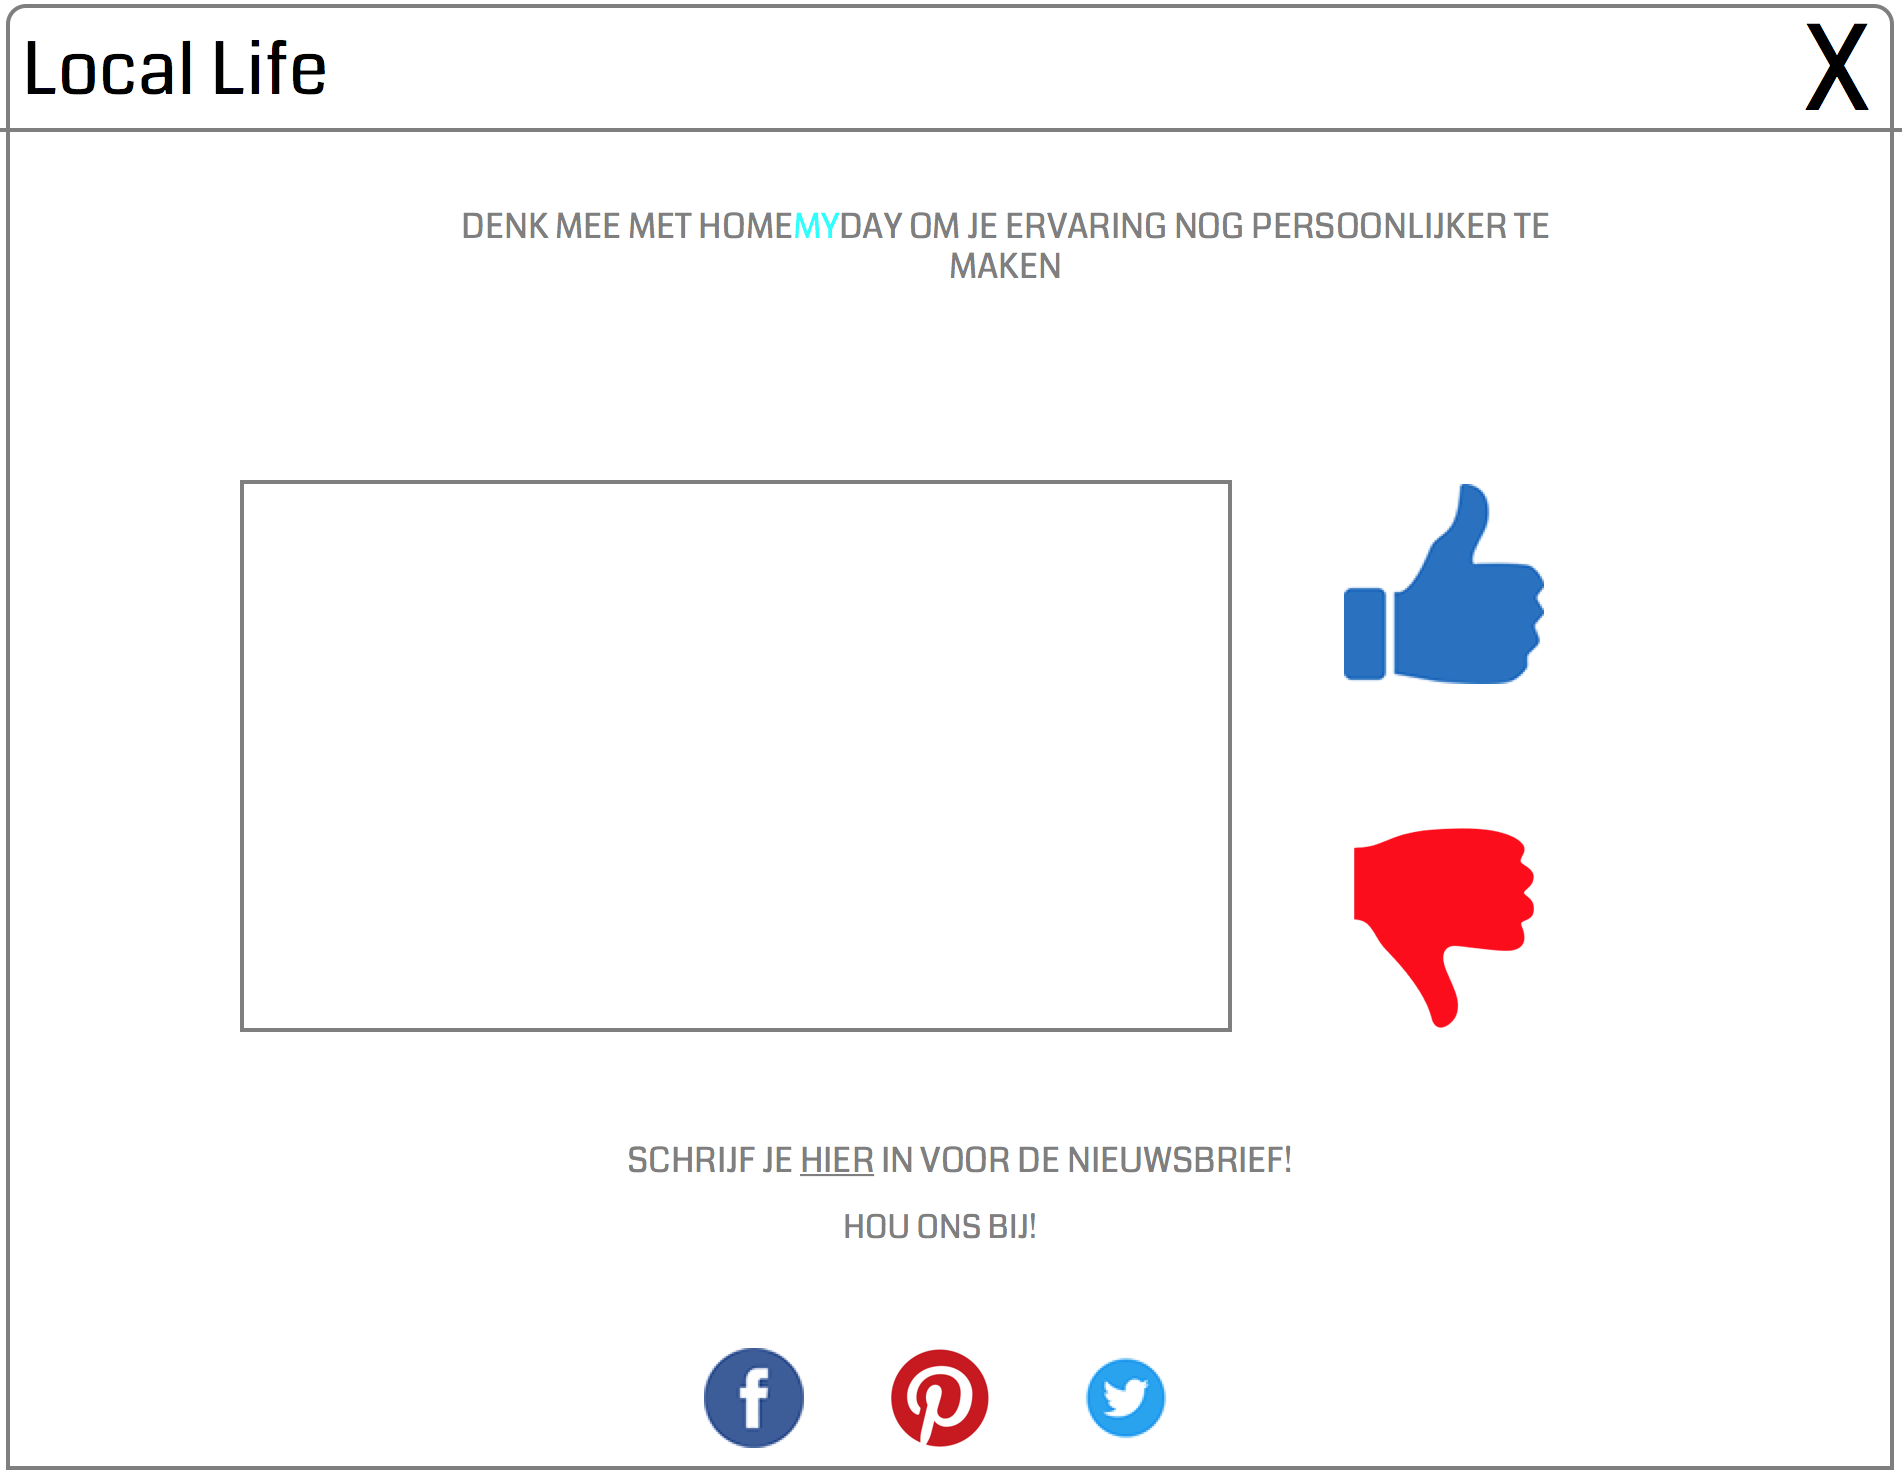 Local Life X
DENK MEE MET HOMEMYDAY OM JE ERVARING NOG PERSOONLIJKER TE
MAKEN
SCHRIJF JE HIER IN VOOR DE NIEUWSBRIEF!
HOU ONS BIJ!